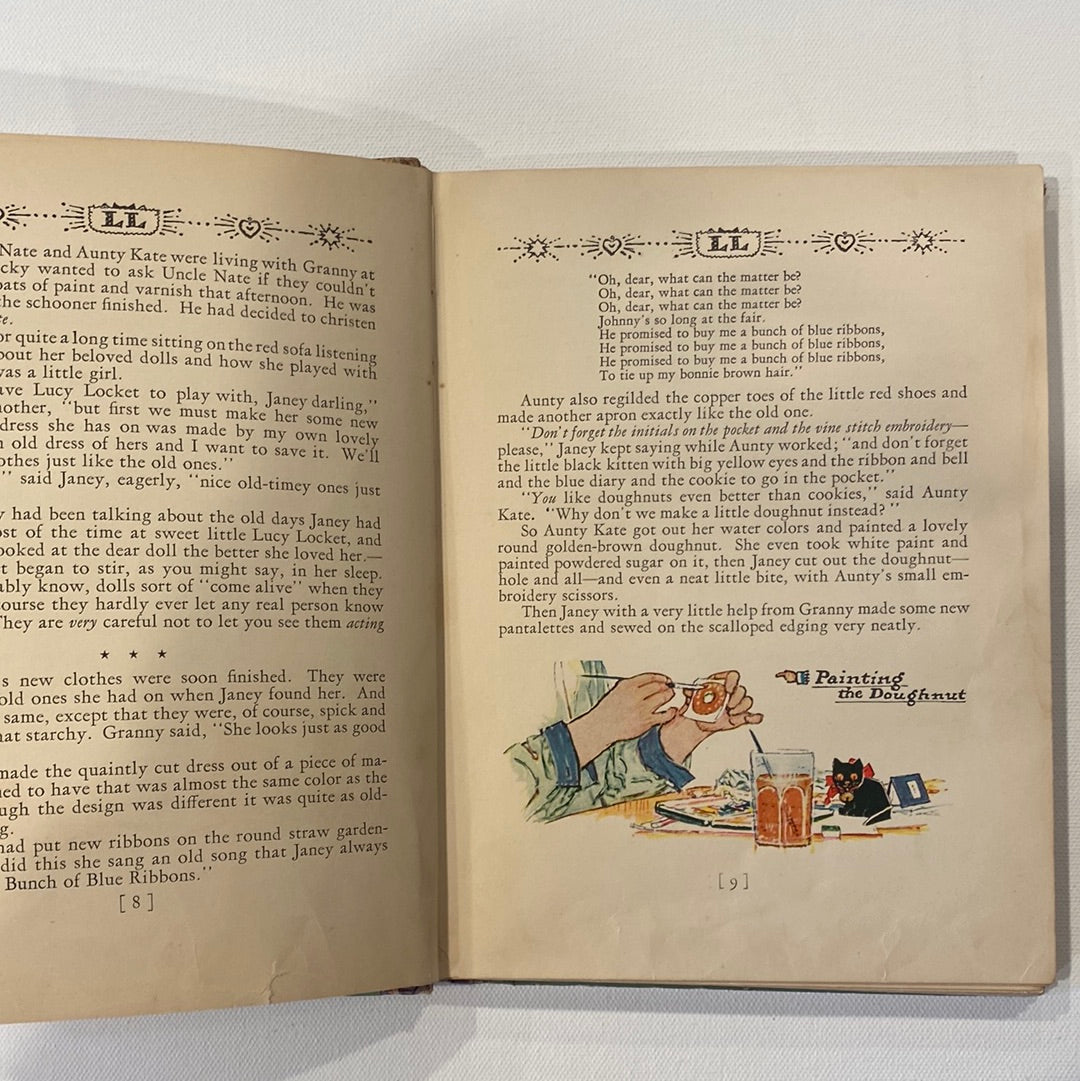 LL
Nate and Aunty Kate were living with Granny at
cky wanted to ask Uncle Nate if they couldn't
oats of paint and varnish that afternoon. He was
the schooner finished. He had decided to christen
e.
or quite a long time sitting on the red sofa listening
bout her beloved dolls and how she played with
was a little girl.
ave Lucy Locket to play with, Janey darling,"
other, "but first we must make her some new
dress she has on was made by my own lovely
n old dress of hers and I want to save it. We'll
othes just like the old ones."
" said Janey, eagerly, "nice old-timey ones just
y had been talking about the old days Janey had
ost of the time at sweet little Lucy Locket, and
ooked at the dear doll the better she loved her.—
et began to stir, as you might say, in her sleep.
ably know, dolls sort of "come alive" when they
course they hardly ever let any real person know
They are very careful not to let you see them acting
★ ★ ★
s new clothes were soon finished. They were
old ones she had on when Janey found her. And
same, except that they were, of course, spick and
hat starchy. Granny said, "She looks just as good
made the quaintly cut dress out of a piece of ma-
ned to have that was almost the same color as the
ough the design was different it was quite as old-
g.
had put new ribbons on the round straw garden-
did this she sang an old song that Janey always
Bunch of Blue Ribbons."
[ 8 ]
LL
"Oh, dear, what can the matter be?
Oh, dear, what can the matter be?
Oh, dear, what can the matter be?
Johnny's so long at the fair.
He promised to buy me a bunch of blue ribbons,
He promised to buy me a bunch of blue ribbons,
He promised to buy me a bunch of blue ribbons,
To tie up my bonnie brown hair."
Aunty also regilded the copper toes of the little red shoes and
made another apron exactly like the old one.
"Don't forget the initials on the pocket and the vine stitch embroidery—
please," Janey kept saying while Aunty worked; "and don't forget
the little black kitten with big yellow eyes and the ribbon and bell
and the blue diary and the cookie to go in the pocket."
"You like doughnuts even better than cookies," said Aunty
Kate. "Why don't we make a little doughnut instead?"
So Aunty Kate got out her water colors and painted a lovely
round golden-brown doughnut. She even took white paint and
painted powdered sugar on it, then Janey cut out the doughnut—
hole and all—and even a neat little bite, with Aunty's small em-
broidery scissors.
Then Janey with a very little help from Granny made some new
pantalettes and sewed on the scalloped edging very neatly.
Painting
the Doughnut
[ 9 ]